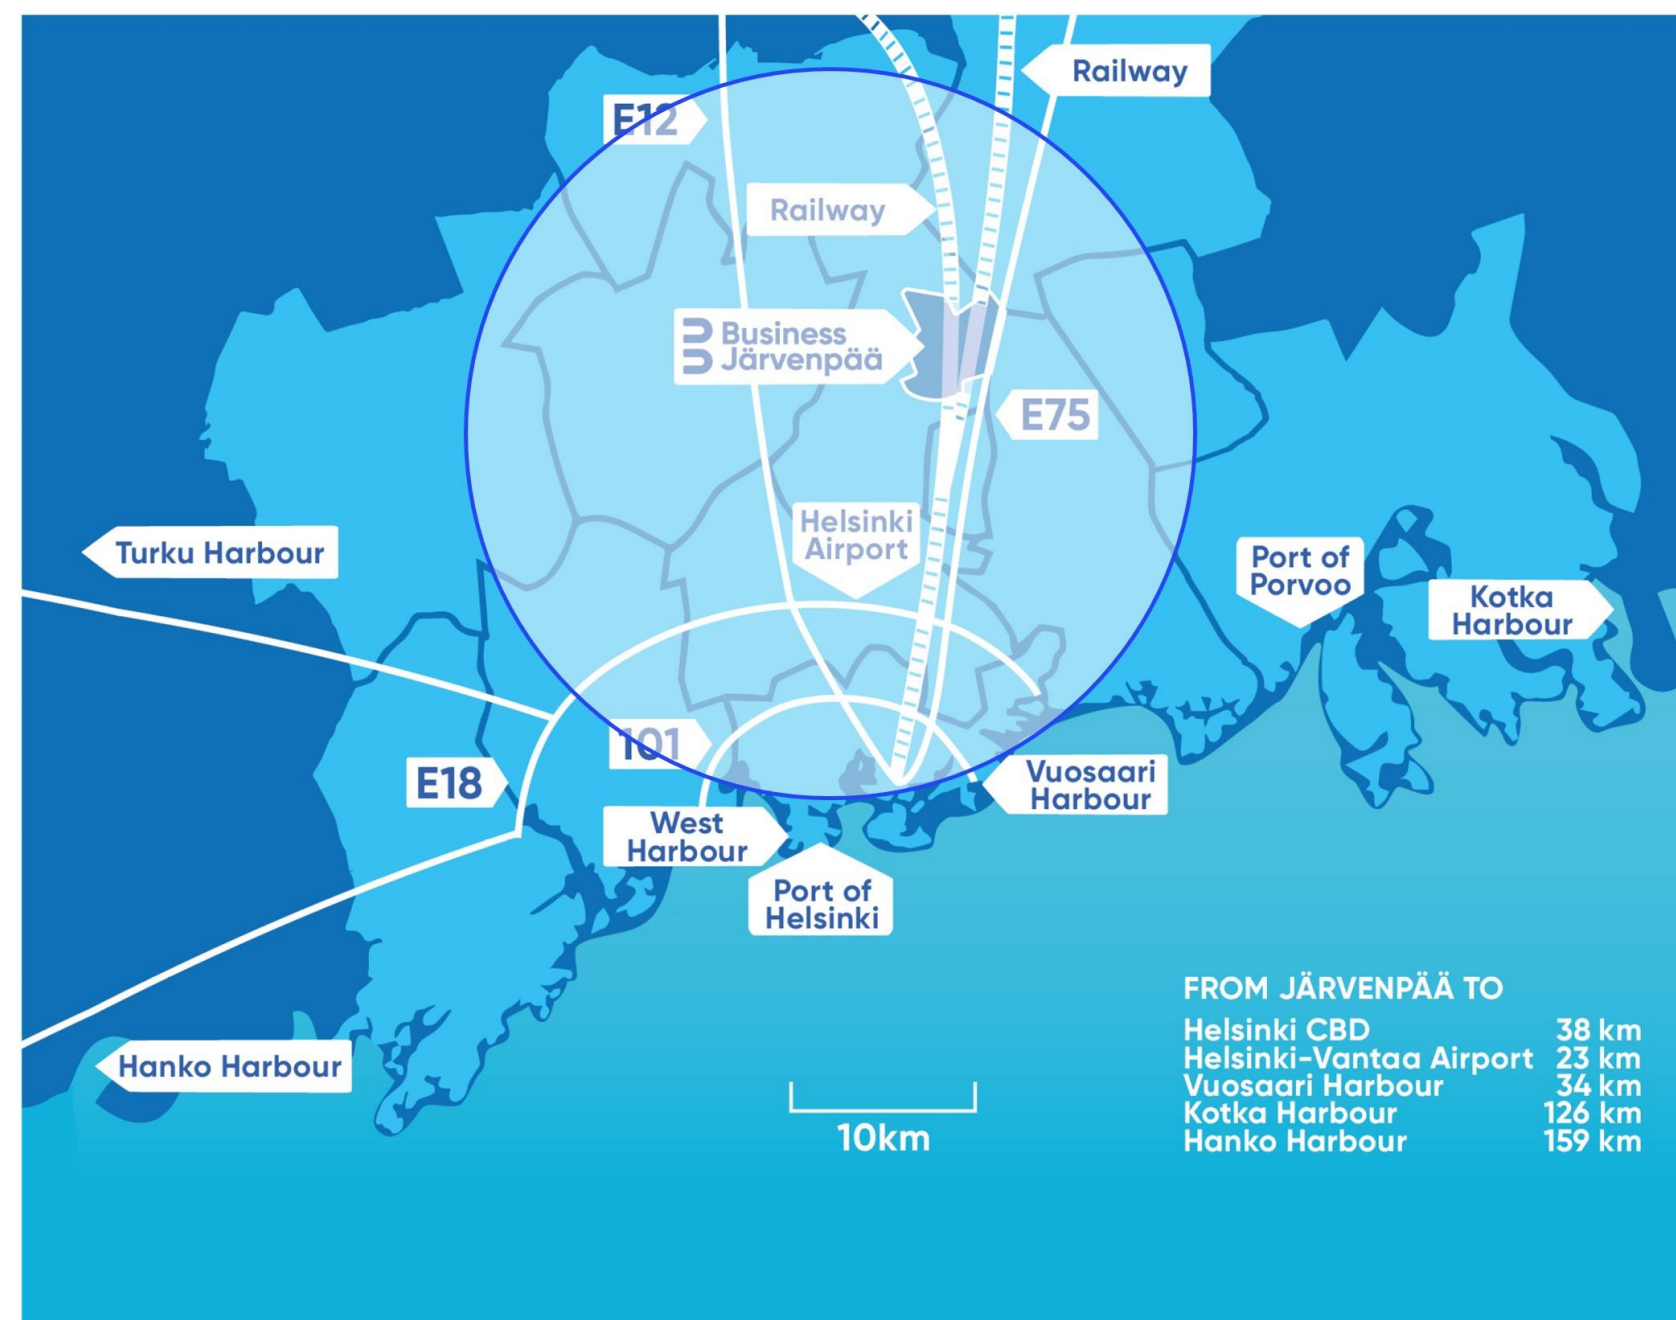 Railway
E12
Railway
Business
Järvenpää
E75
Helsinki
Airport
Turku Harbour
Port of
Porvoo
Kotka
Harbour
101
E18
Vuosaari
Harbour
West
Harbour
Port of
Helsinki
Hanko Harbour
10km
FROM JÄRVENPÄÄ TO
Helsinki CBD 38 km
Helsinki-Vantaa Airport 23 km
Vuosaari Harbour 34 km
Kotka Harbour 126 km
Hanko Harbour 159 km